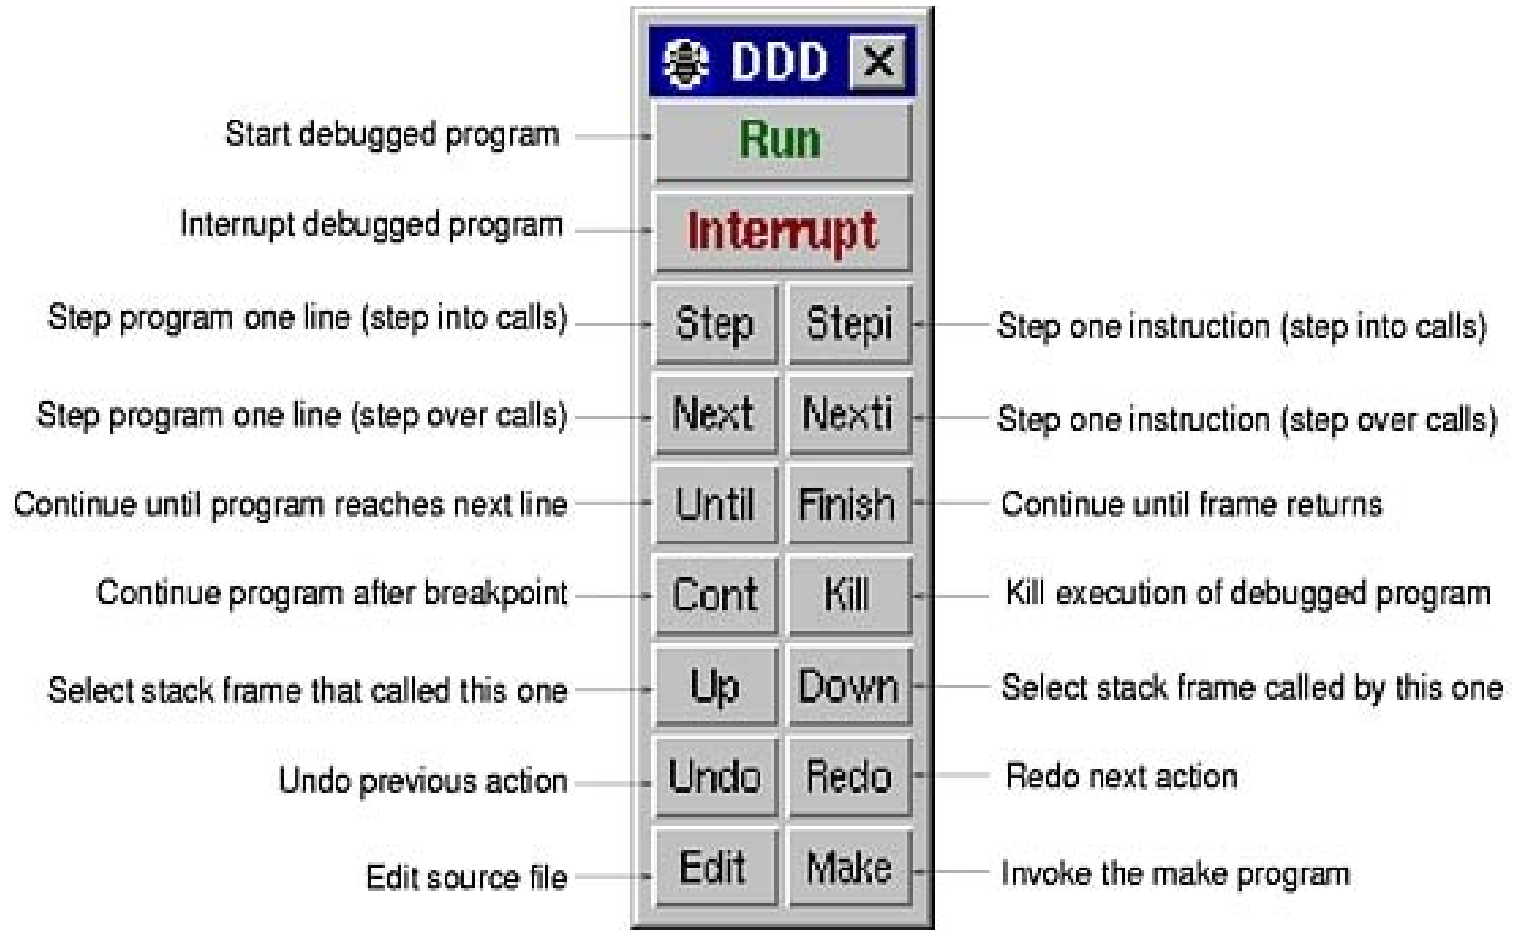 DDD
Start debugged program
Run
Interrupt debugged program
Interrupt
Step program one line (step into calls)
Step
Stepi
Step one instruction (step into calls)
Step program one line (step over calls)
Next
Nexti
Step one instruction (step over calls)
Continue until program reaches next line
Until
Finish
Continue until frame returns
Continue program after breakpoint
Cont
Kill
Kill execution of debugged program
Select stack frame that called this one
Up
Down
Select stack frame called by this one
Undo previous action
Undo
Redo
Redo next action
Edit source file
Edit
Make
Invoke the make program